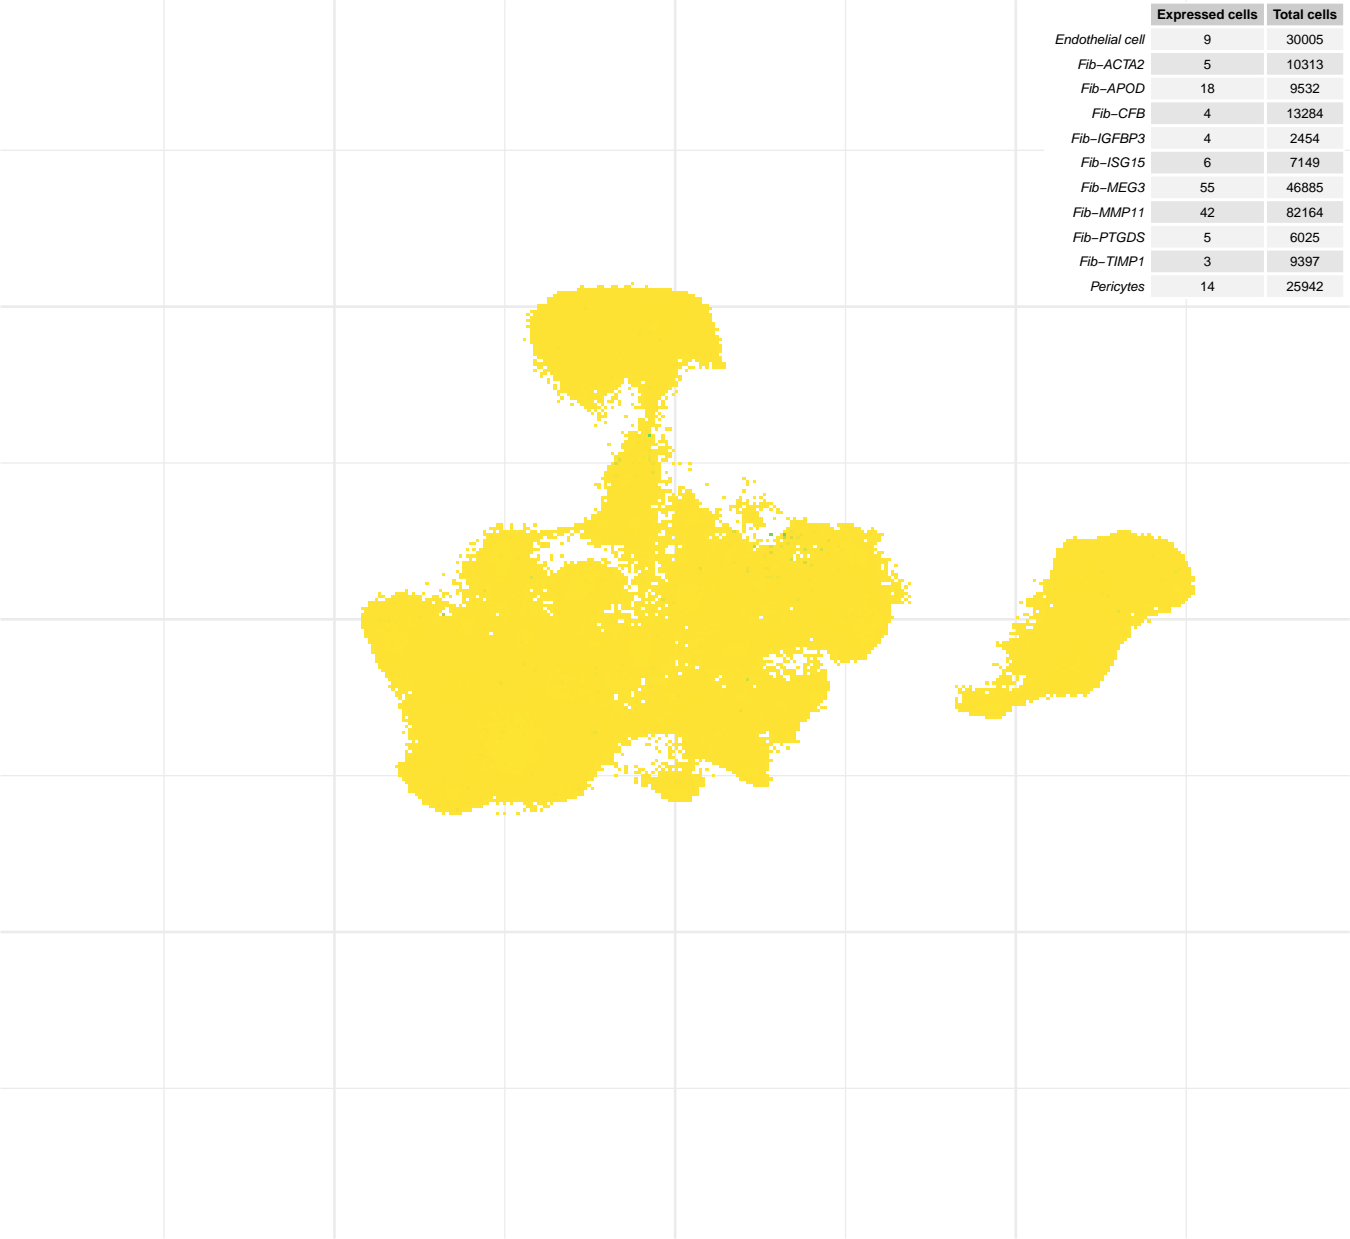 Expressed cells Total cells
Endothelial cell 9 30005
Fib−ACTA2 5 10313
Fib−APOD 18 9532
Fib−CFB 4 13284
Fib−IGFBP3 4 2454
Fib−ISG15 6 7149
Fib−MEG3 55 46885
Fib−MMP11 42 82164
Fib−PTGDS 5 6025
Fib−TIMP1 3 9397
Pericytes 14 25942